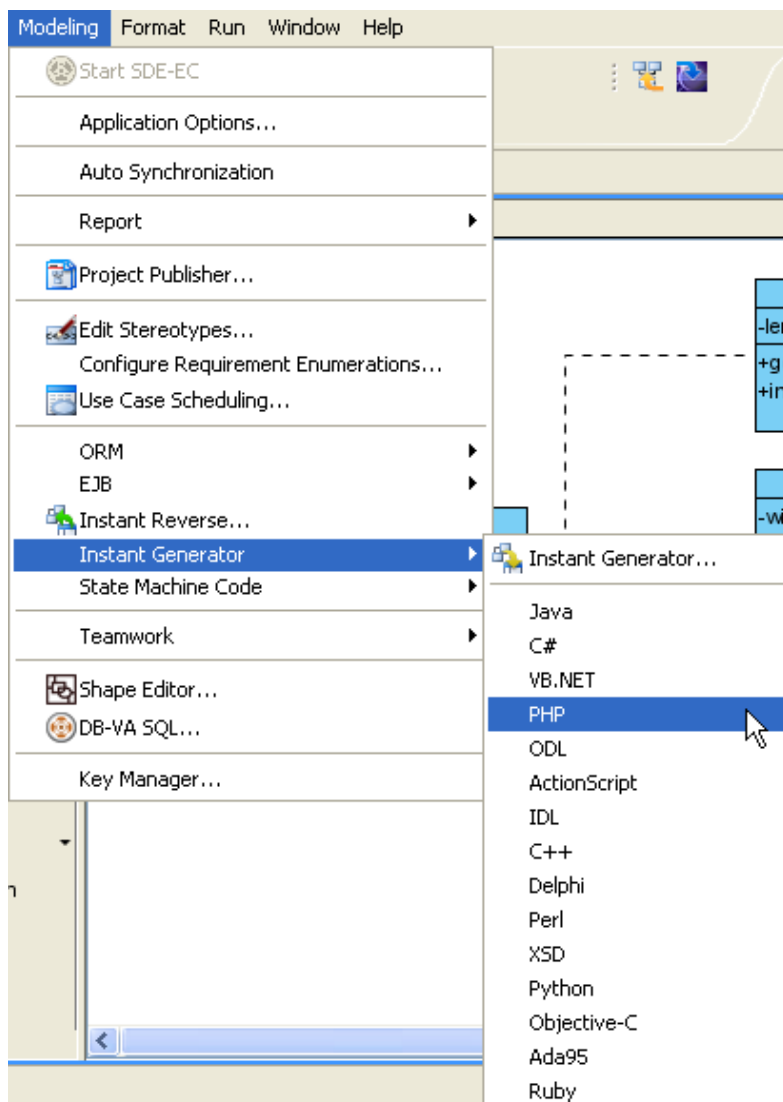 Modeling Format Run Window Help
Start SDE-EC
Application Options...
Auto Synchronization
Report
Project Publisher...
Edit Stereotypes...
Configure Requirement Enumerations...
Use Case Scheduling...
ORM
EJB
Instant Reverse...
Instant Generator
State Machine Code
Teamwork
Shape Editor...
DB-VA SQL...
Key Manager...
Instant Generator...
Java
C#
VB.NET
PHP
ODL
ActionScript
IDL
C++
Delphi
Perl
XSD
Python
Objective-C
Ada95
Ruby